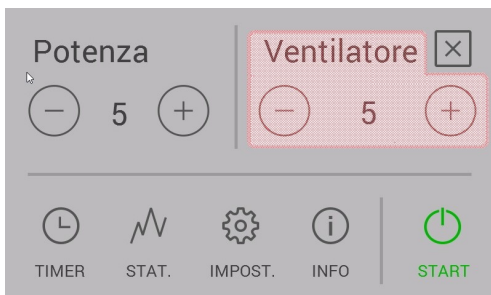 Potenza
Ventilatore
5
5
TIMER
STAT.
IMPOST.
INFO
START